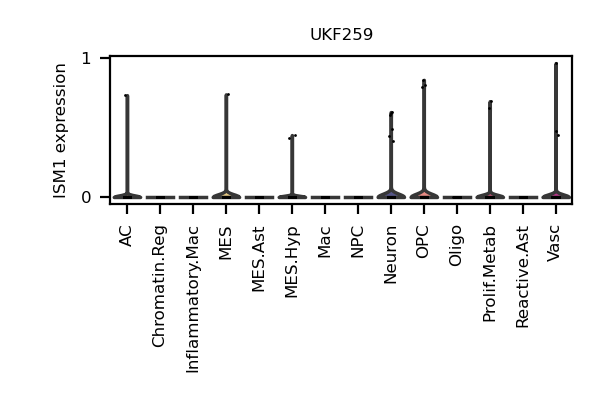 UKF259
ISM1 expression
1
0
AC
Chromatin.Reg
Inflammatory.Mac
MES
MES.Ast
MES.Hyp
Mac
NPC
Neuron
OPC
Oligo
Prolif.Metab
Reactive.Ast
Vasc